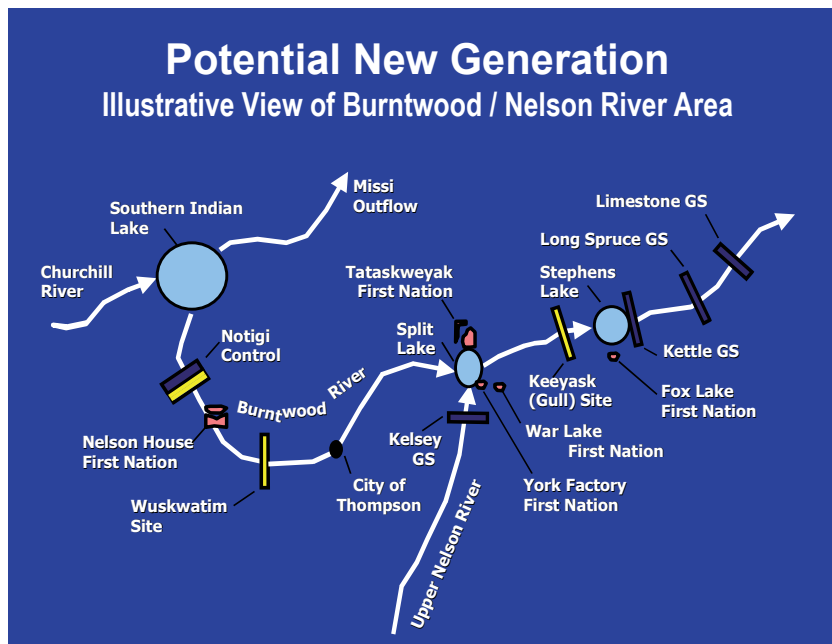 Potential New Generation
Illustrative View of Burntwood / Nelson River Area
Missi
Outflow
Southern Indian
Lake
Limestone GS
Long Spruce GS
Churchill
River
Tataskweyak
First Nation
Stephens
Lake
Notigi
Control
Split
Lake
Kettle GS
Burntwood River
Keeyask
(Gull) Site
Fox Lake
First Nation
Nelson House
First Nation
Kelsey
GS
War Lake
First Nation
Wuskwatim
Site
City of
Thompson
York Factory
First Nation
Upper Nelson River